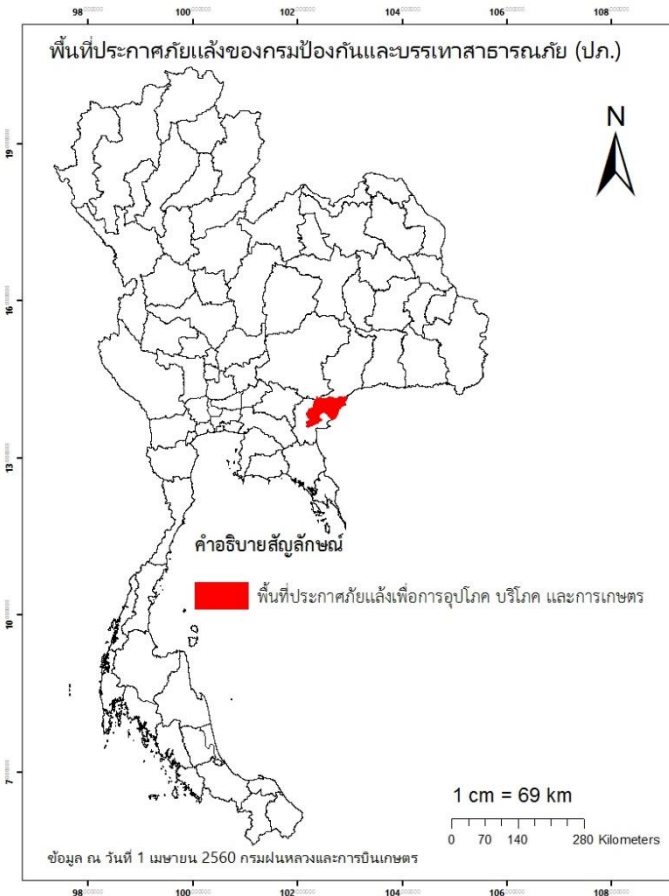 98 100 102 104 106 108
พื้นที่ประกาศภัยแล้งของกรมป้องกันและบรรเทาสาธารณภัย (ปภ.)
N
19
16
13
10
7
คำอธิบายสัญลักษณ์
พื้นที่ประกาศภัยแล้งเพื่อการอุปโภค บริโภค และการเกษตร
1 cm = 69 km
0 70 140 280 Kilometers
ข้อมูล ณ วันที่ 1 เมษายน 2560 กรมฝนหลวงและการบินเกษตร
98 100 102 104 106 108